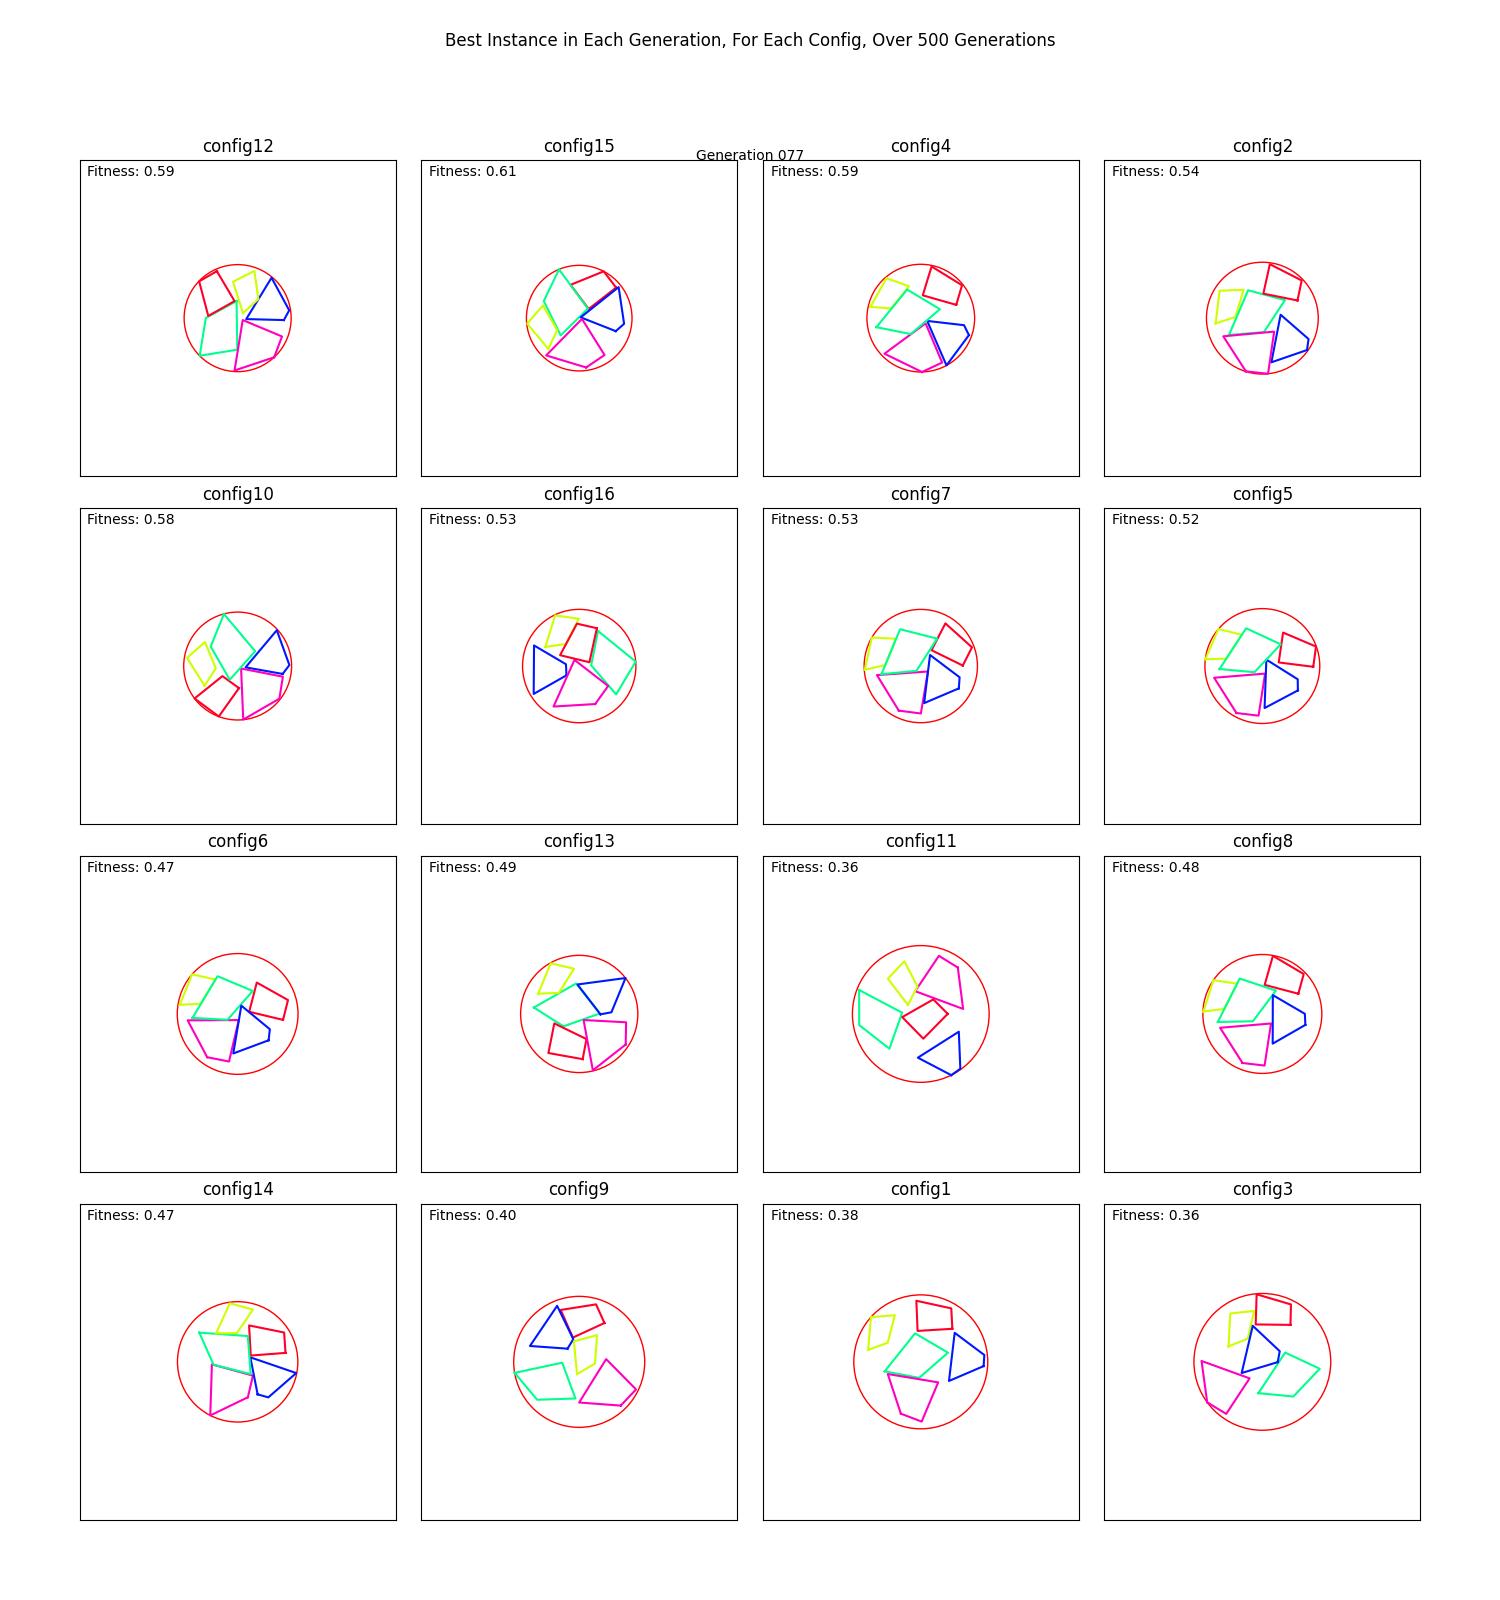 Best Instance in Each Generation, For Each Config, Over 500 Generations
Generation 077
config12
Fitness: 0.59
config15
Fitness: 0.61
config4
Fitness: 0.59
config2
Fitness: 0.54
config10
Fitness: 0.58
config16
Fitness: 0.53
config7
Fitness: 0.53
config5
Fitness: 0.52
config6
Fitness: 0.47
config13
Fitness: 0.49
config11
Fitness: 0.36
config8
Fitness: 0.48
config14
Fitness: 0.47
config9
Fitness: 0.40
config1
Fitness: 0.38
config3
Fitness: 0.36